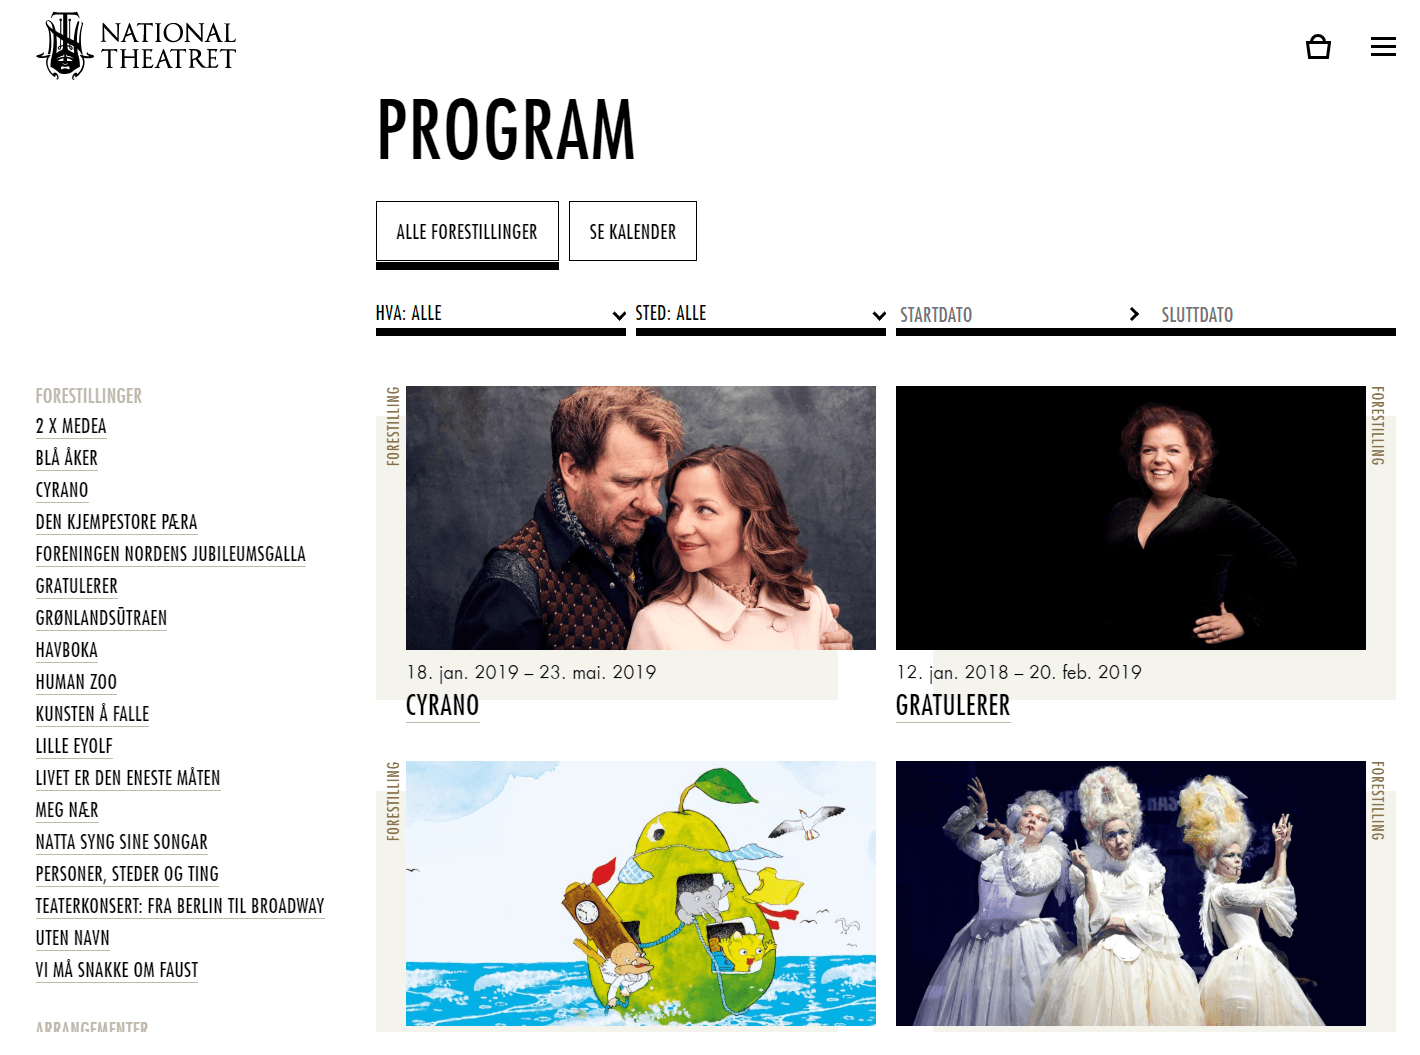 NATIONAL
THEATRET
PROGRAM
ALLE FORESTILLINGER
SE KALENDER
HVA: ALLE
STED: ALLE
STARTDATO
SLUTTDATO
FORESTILLINGER
2 X MEDEA
BLÅ ÅKER
CYRANO
DEN KJEMPESTORE PÆRA
FORENINGEN NORDENS JUBILEUMSGALLA
GRATULERER
GRØNLANDSŪTRAEN
HAVBOKA
HUMAN ZOO
KUNSTEN Å FALLE
LILLE EYOLF
LIVET ER DEN ENESTE MÅTEN
MEG NÆR
NATTA SYNG SINE SONGAR
PERSONER, STEDER OG TING
TEATERKONSERT: FRA BERLIN TIL BROADWAY
UTEN NAVN
VI MÅ SNAKKE OM FAUST
ARRANGEMENTER
FORESTILLING
18. jan. 2019 – 23. mai. 2019
CYRANO
FORESTILLING
12. jan. 2018 – 20. feb. 2019
GRATULERER
FORESTILLING
FORESTILLING